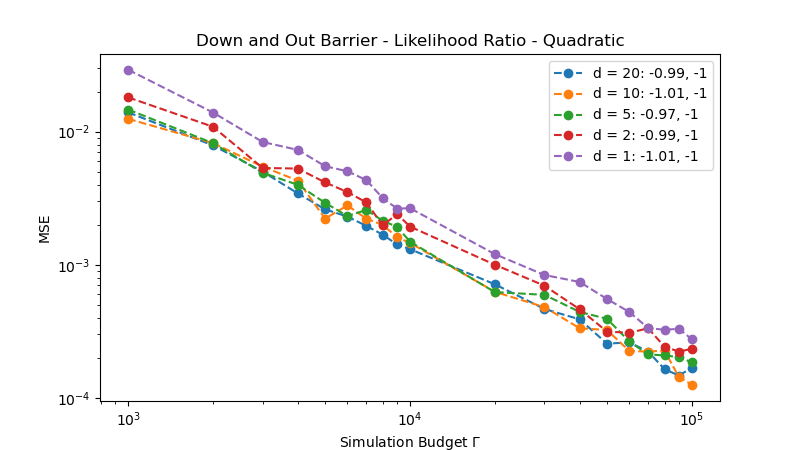 Down and Out Barrier - Likelihood Ratio - Quadratic
d = 20: -0.99, -1
d = 10: -1.01, -1
d = 5: -0.97, -1
d = 2: -0.99, -1
d = 1: -1.01, -1
MSE
10⁻²
10⁻³
10⁻⁴
10³ 10⁴ 10⁵
Simulation Budget Γ